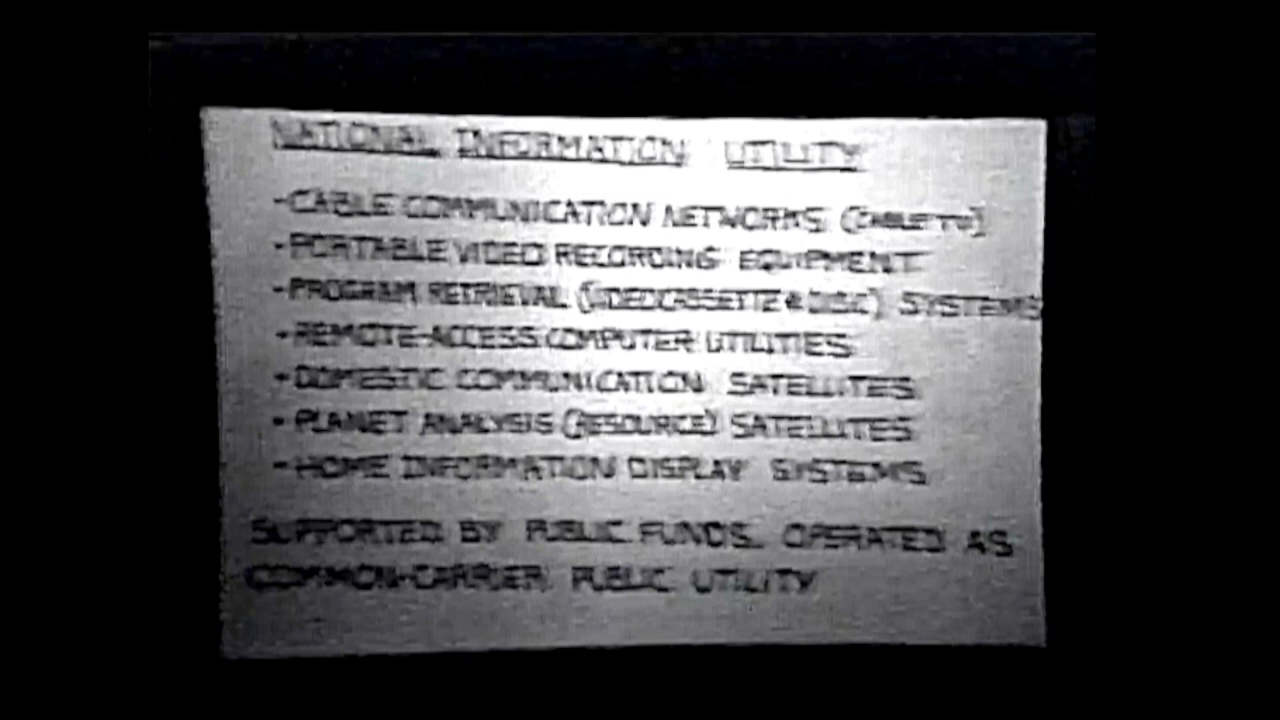 NATIONAL INFORMATION UTILITY
-CABLE COMMUNICATION NETWORKS (CABLE TV)
-PORTABLE VIDEO RECORDING EQUIPMENT
-PROGRAM RETRIEVAL (VIDEOCASSETTE & DISC) SYSTEMS
-REMOTE-ACCESS COMPUTER UTILITIES
-DOMESTIC COMMUNICATION SATELLITES
-PLANET ANALYSIS (RESOURCE) SATELLITES
-HOME INFORMATION DISPLAY SYSTEMS
SUPPORTED BY PUBLIC FUNDS. OPERATED AS
COMMON-CARRIER PUBLIC UTILITY